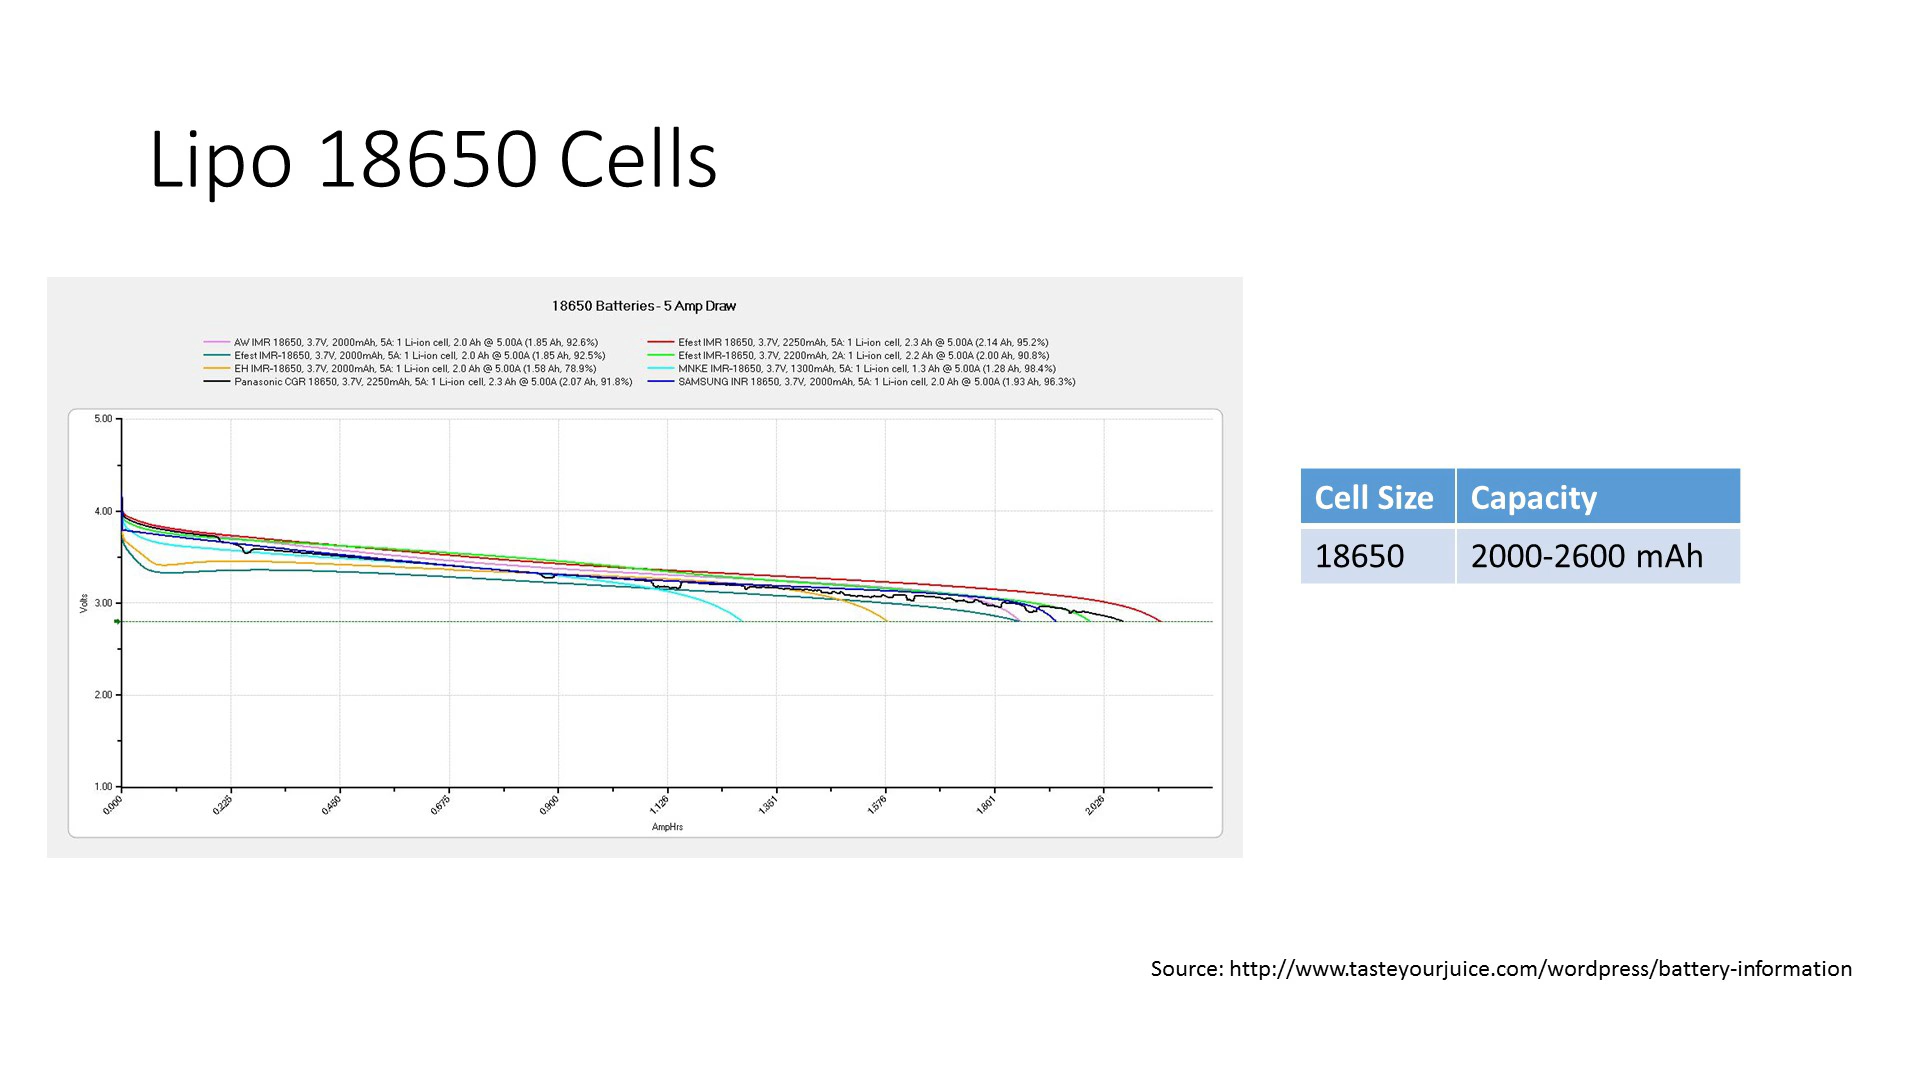 Lipo 18650 Cells
18650 Batteries - 5 Amp Draw
AW IMR 18650, 3.7V, 2000mAh, 5A: 1 Li-ion cell, 2.0 Ah @ 5.00A (1.85 Ah, 92.6%)
Efest IMR-18650, 3.7V, 2000mAh, 5A: 1 Li-ion cell, 2.0 Ah @ 5.00A (1.85 Ah, 92.5%)
EH IMR-18650, 3.7V, 2000mAh, 5A: 1 Li-ion cell, 2.0 Ah @ 5.00A (1.58 Ah, 78.9%)
Panasonic CGR 18650, 3.7V, 2250mAh, 5A: 1 Li-ion cell, 2.3 Ah @ 5.00A (2.07 Ah, 91.8%)
Efest IMR 18650, 3.7V, 2250mAh, 5A: 1 Li-ion cell, 2.3 Ah @ 5.00A (2.14 Ah, 95.2%)
Efest IMR-18650, 3.7V, 2200mAh, 2A: 1 Li-ion cell, 2.2 Ah @ 5.00A (2.00 Ah, 90.8%)
MNKE IMR-18650, 3.7V, 1300mAh, 5A: 1 Li-ion cell, 1.3 Ah @ 5.00A (1.28 Ah, 98.4%)
SAMSUNG INR 18650, 3.7V, 2000mAh, 5A: 1 Li-ion cell, 2.0 Ah @ 5.00A (1.93 Ah, 96.3%)
5.00
4.00
3.00
2.00
1.00
Volts
0.000 0.225 0.450 0.675 0.900 1.126 1.351 1.576 1.801 2.026
AmpHrs
Cell Size Capacity
18650 2000-2600 mAh
Source: http://www.tasteyourjuice.com/wordpress/battery-information